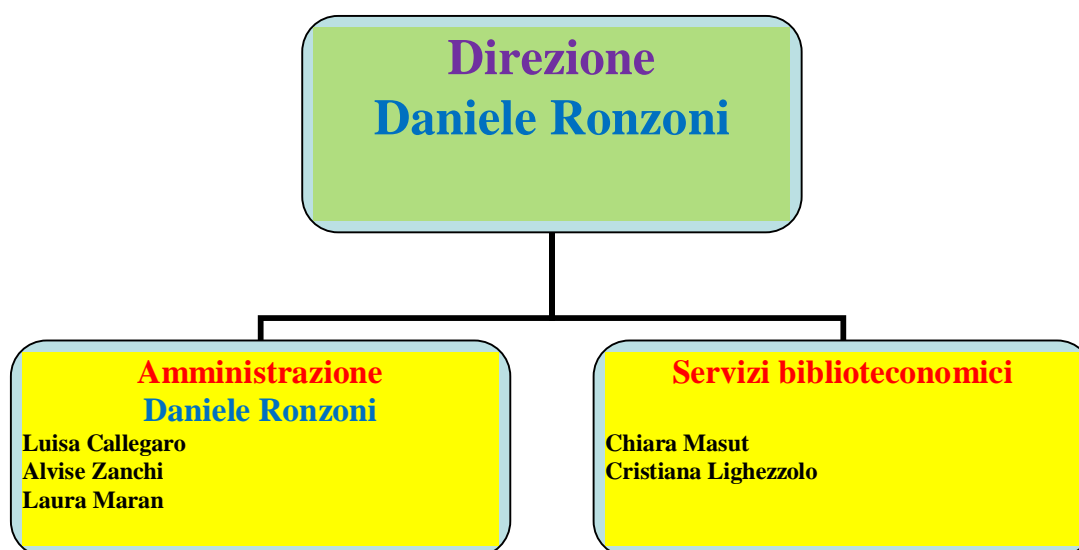 Direzione
Daniele Ronzoni
Amministrazione
Daniele Ronzoni
Luisa Callegaro
Alvise Zanchi
Laura Maran
Servizi biblioteconomici
Chiara Masut
Cristiana Lighezzolo